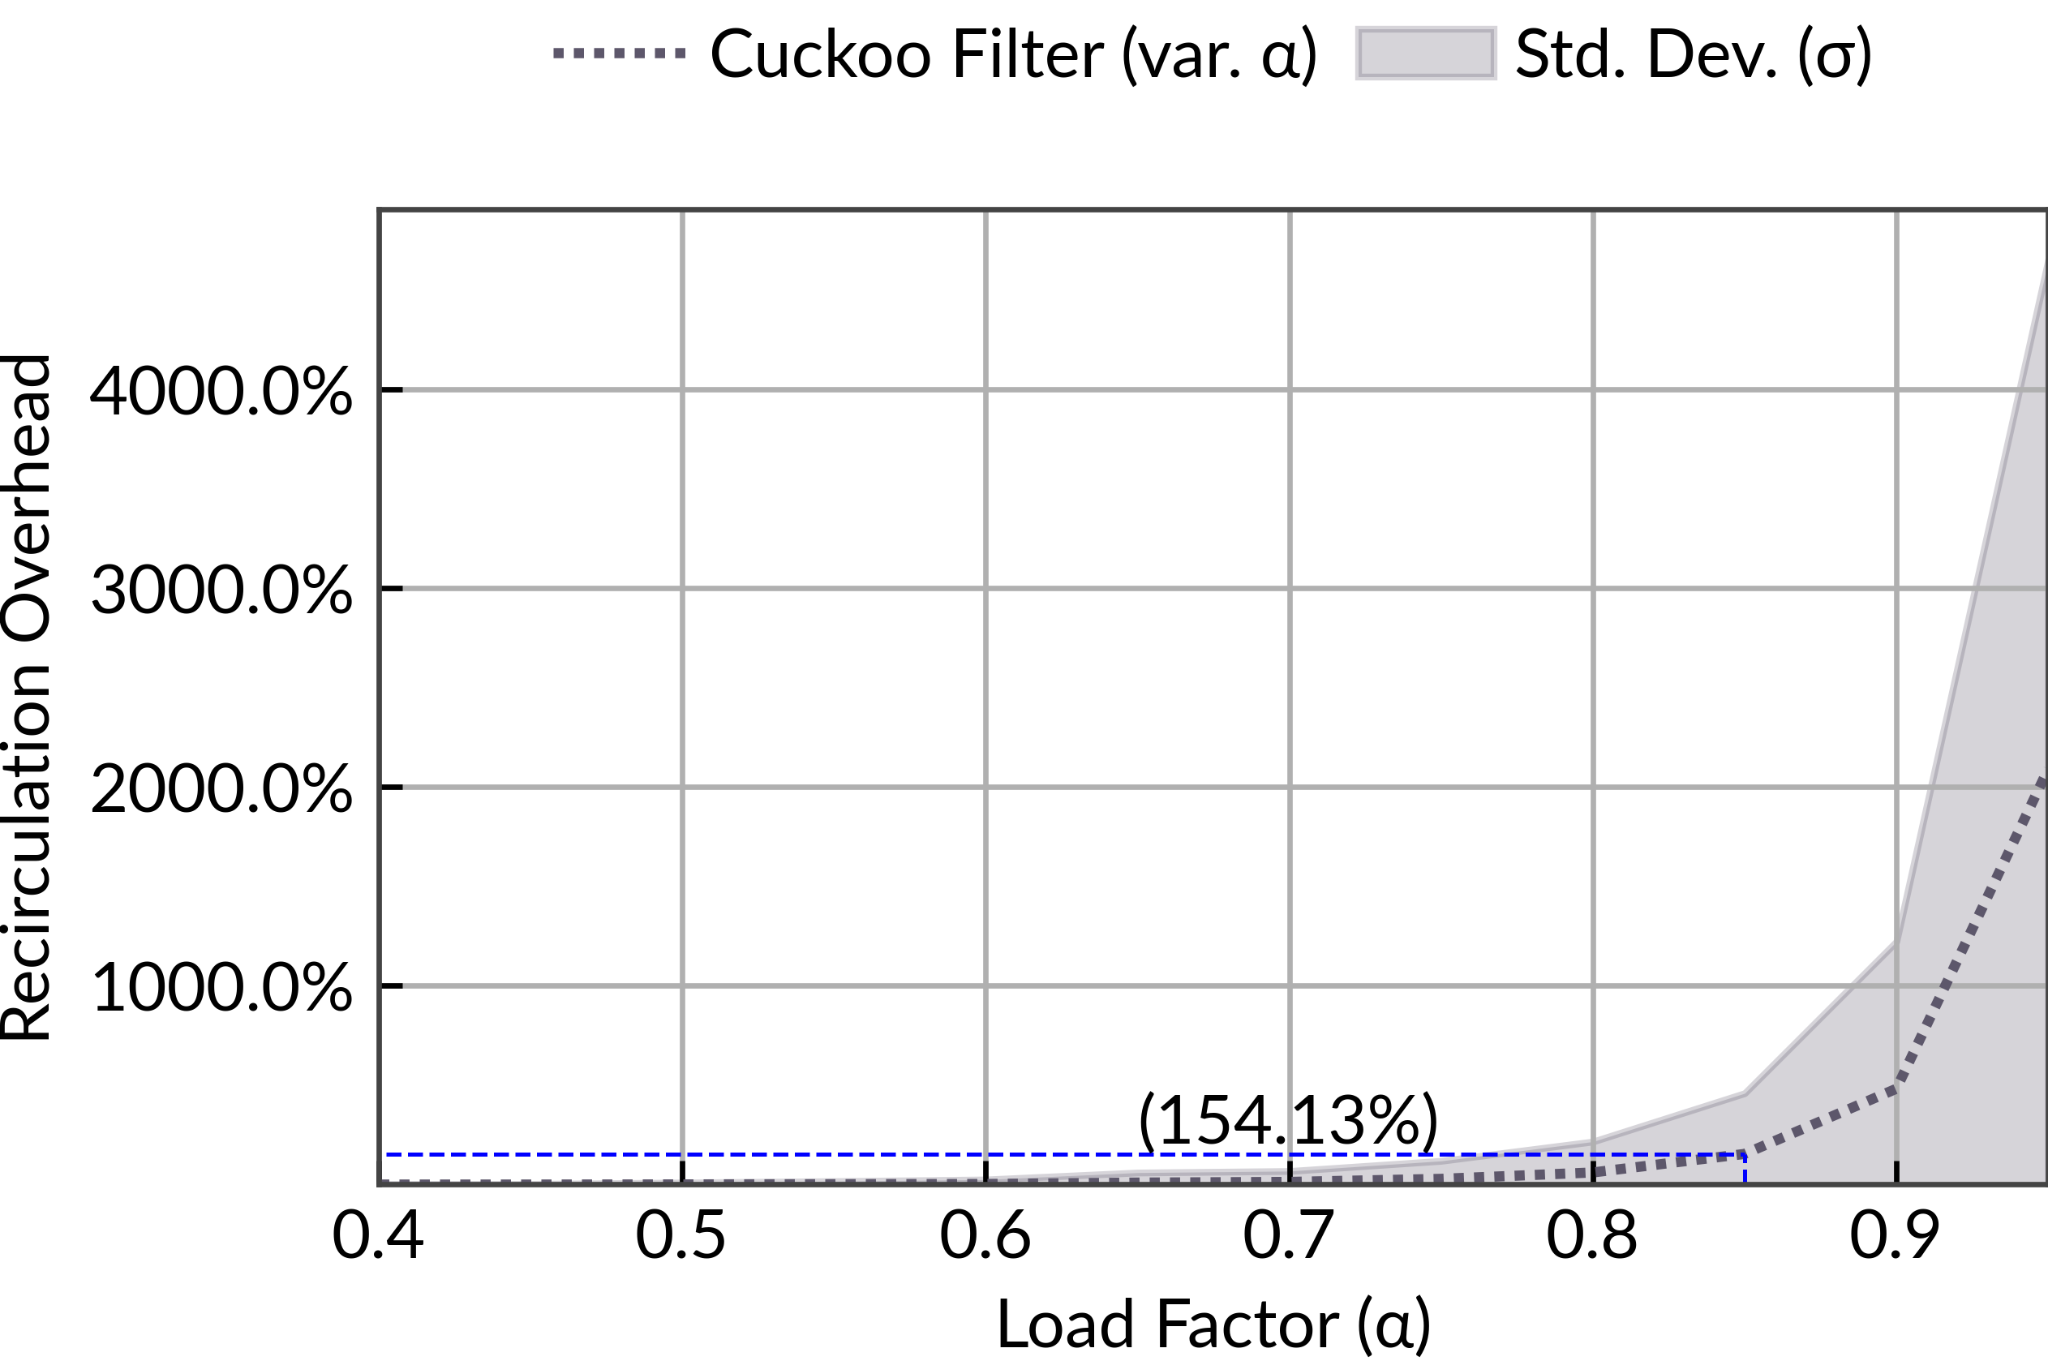 Cuckoo Filter (var. α)
Std. Dev. (σ)
Recirculation Overhead
4000.0%
3000.0%
2000.0%
1000.0%
(154.13%)
0.4 0.5 0.6 0.7 0.8 0.9
Load Factor (α)